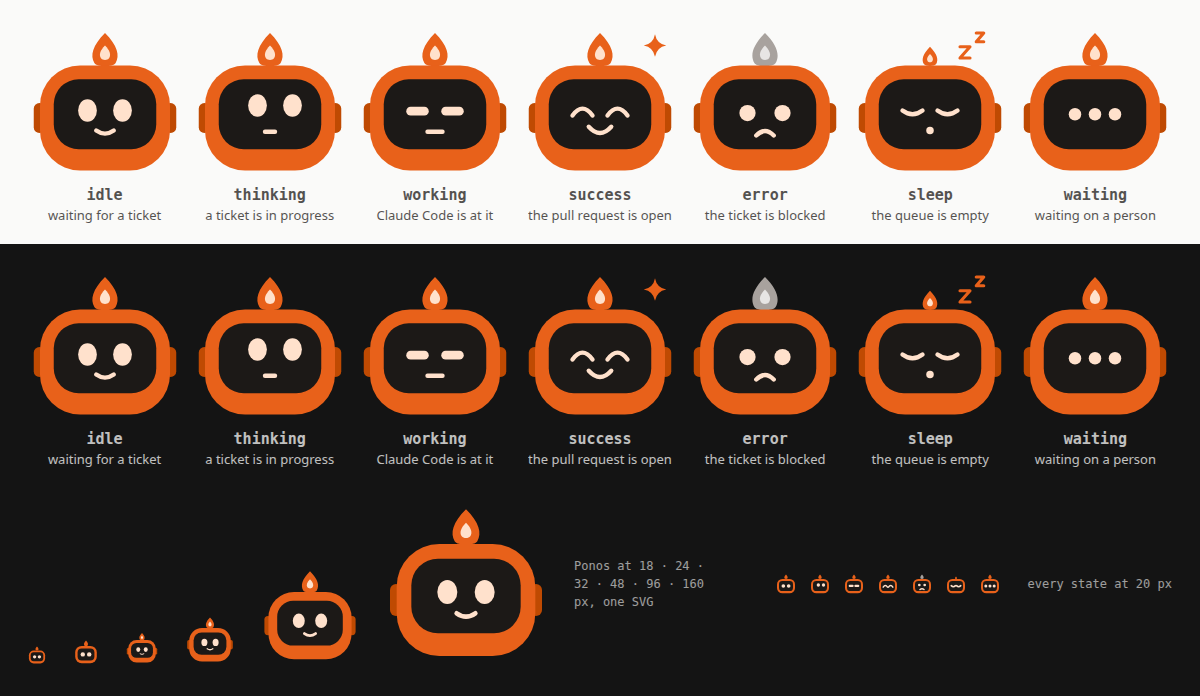 z
z
idle
thinking
working
success
error
sleep
waiting
waiting for a ticket
a ticket is in progress
Claude Code is at it
the pull request is open
the ticket is blocked
the queue is empty
waiting on a person
z
z
idle
thinking
working
success
error
sleep
waiting
waiting for a ticket
a ticket is in progress
Claude Code is at it
the pull request is open
the ticket is blocked
the queue is empty
waiting on a person
Ponos at 18 · 24 ·
32 · 48 · 96 · 160
px, one SVG
every state at 20 px